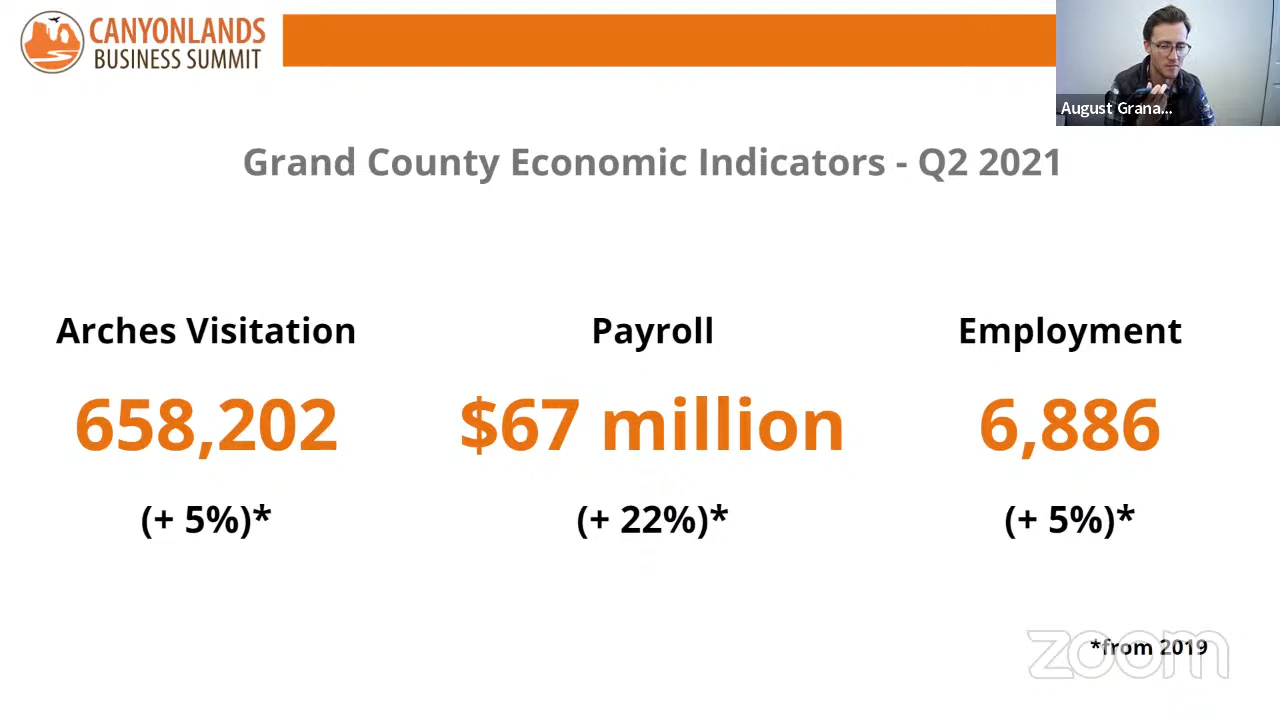 CANYONLANDS
BUSINESS SUMMIT
August Grana...
Grand County Economic Indicators - Q2 2021
Arches Visitation
658,202
(+ 5%)*
Payroll
$67 million
(+ 22%)*
Employment
6,886
(+ 5%)*
*from 2019
zoom